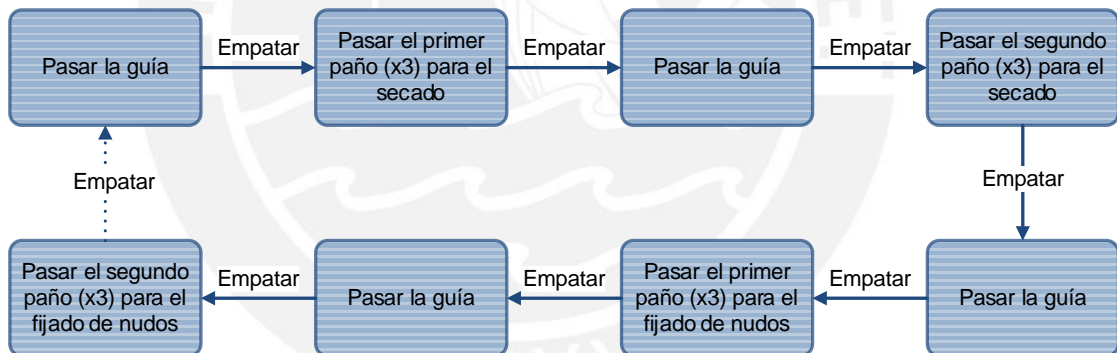 Pasar la guía
Empatar
Pasar el primer
paño (x3) para el
secado
Empatar
Pasar la guía
Empatar
Pasar el segundo
paño (x3) para el
secado
Empatar
Empatar
Pasar el segundo
paño (x3) para el
fijado de nudos
Empatar
Pasar la guía
Empatar
Pasar el primer
paño (x3) para el
fijado de nudos
Empatar
Pasar la guía